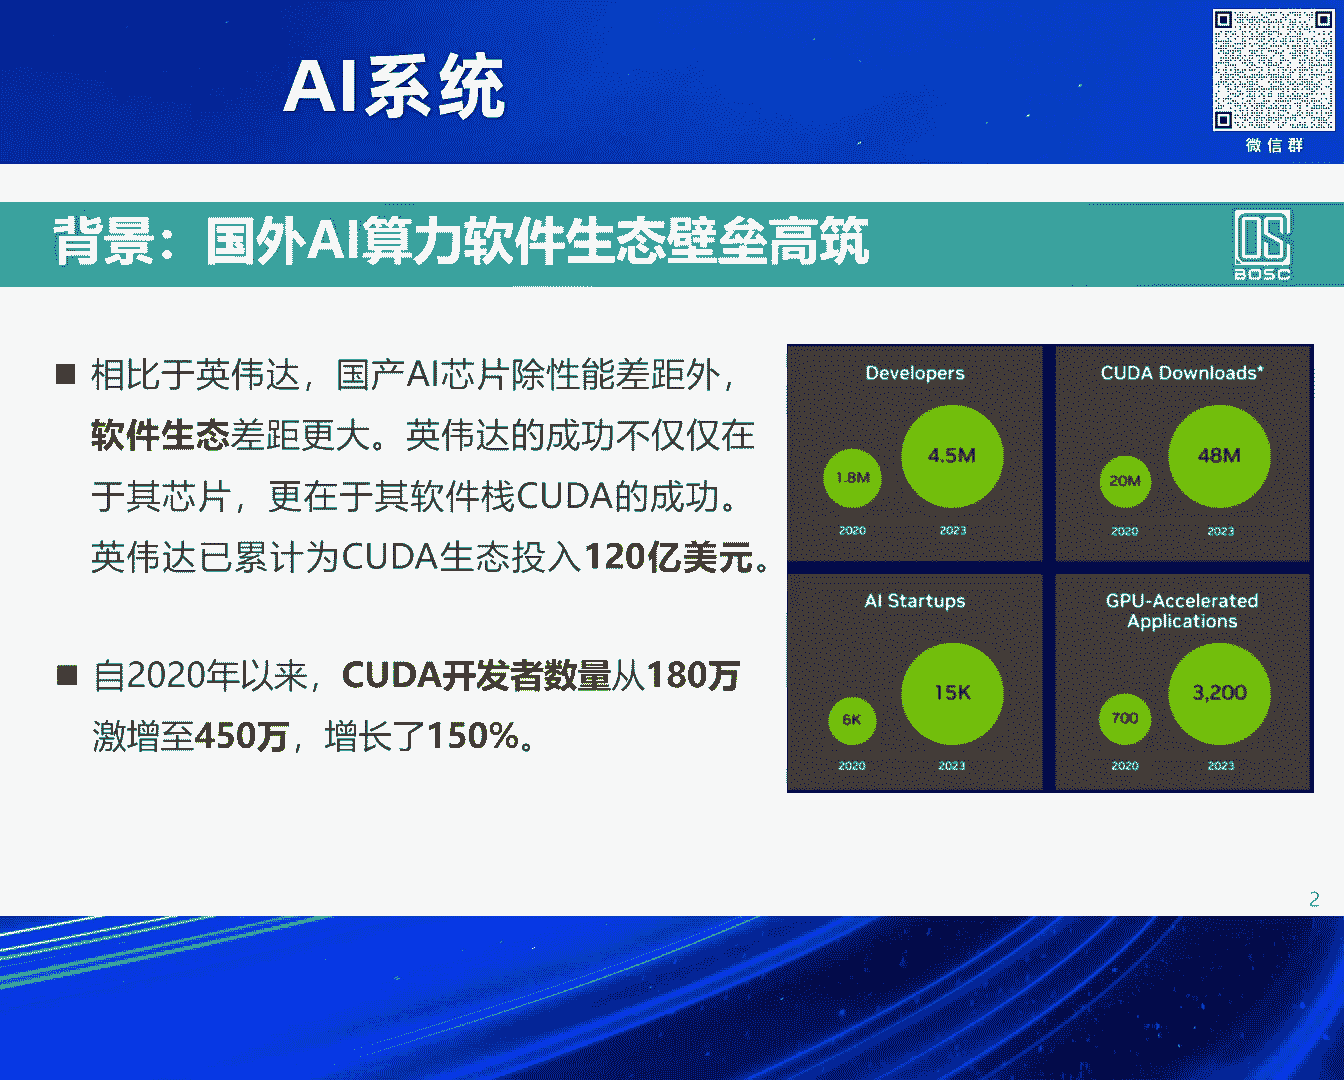 AI系统
微信群
背景：国外AI算力软件生态壁垒高筑
OS
BOSC
■ 相比于英伟达，国产AI芯片除性能差距外，
软件生态差距更大。英伟达的成功不仅仅在
于其芯片，更在于其软件栈CUDA的成功。
英伟达已累计为CUDA生态投入120亿美元。
■ 自2020年以来，CUDA开发者数量从180万
激增至450万，增长了150%。
Developers
1.8M
4.5M
2020
2023
CUDA Downloads*
20M
48M
2020
2023
AI Startups
6K
15K
2020
2023
GPU-Accelerated
Applications
700
3,200
2020
2023
2